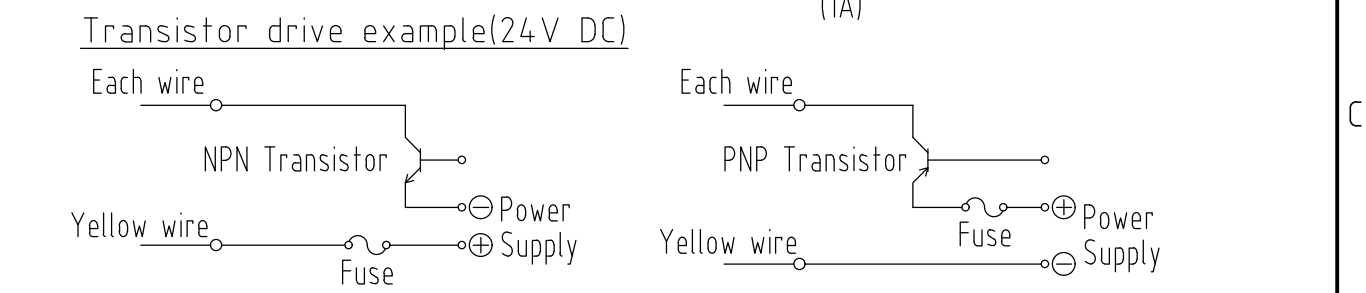 (1A)
Transistor drive example(24V DC)
Each wire
NPN Transistor
⊖ Power
Yellow wire
⊕ Supply
Fuse
Each wire
PNP Transistor
⊕ Power
Fuse
Yellow wire
⊖ Supply
C